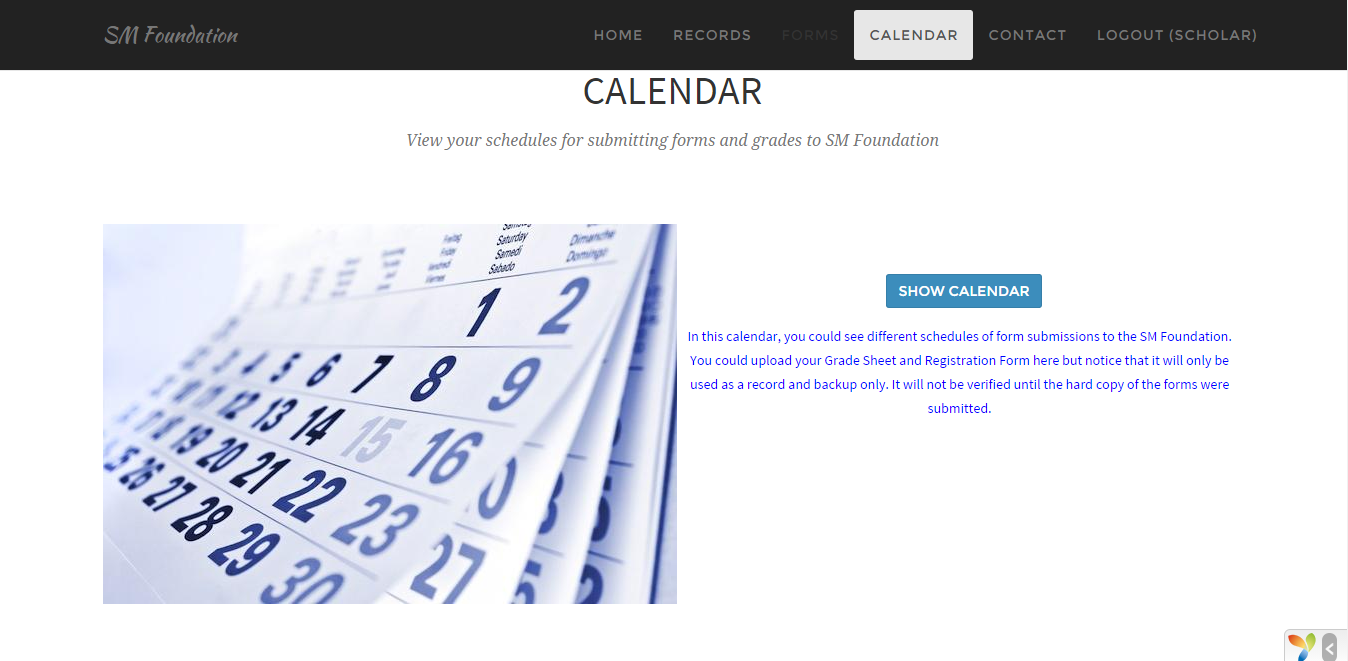 SM Foundation
HOME RECORDS FORMS CALENDAR CONTACT LOGOUT (SCHOLAR)
CALENDAR
View your schedules for submitting forms and grades to SM Foundation
Saturday Dimanche
Samedi Domingo
Sabado
Freitag
Friday
Vendredi
Viernes
1 2
3 4 5 6 7 8 9
10 11 12 13 14 15 16
17 18 19 20 21 22 23
25 26 27 28 29 30
27
SHOW CALENDAR
In this calendar, you could see different schedules of form submissions to the SM Foundation.
You could upload your Grade Sheet and Registration Form here but notice that it will only be
used as a record and backup only. It will not be verified until the hard copy of the forms were
submitted.